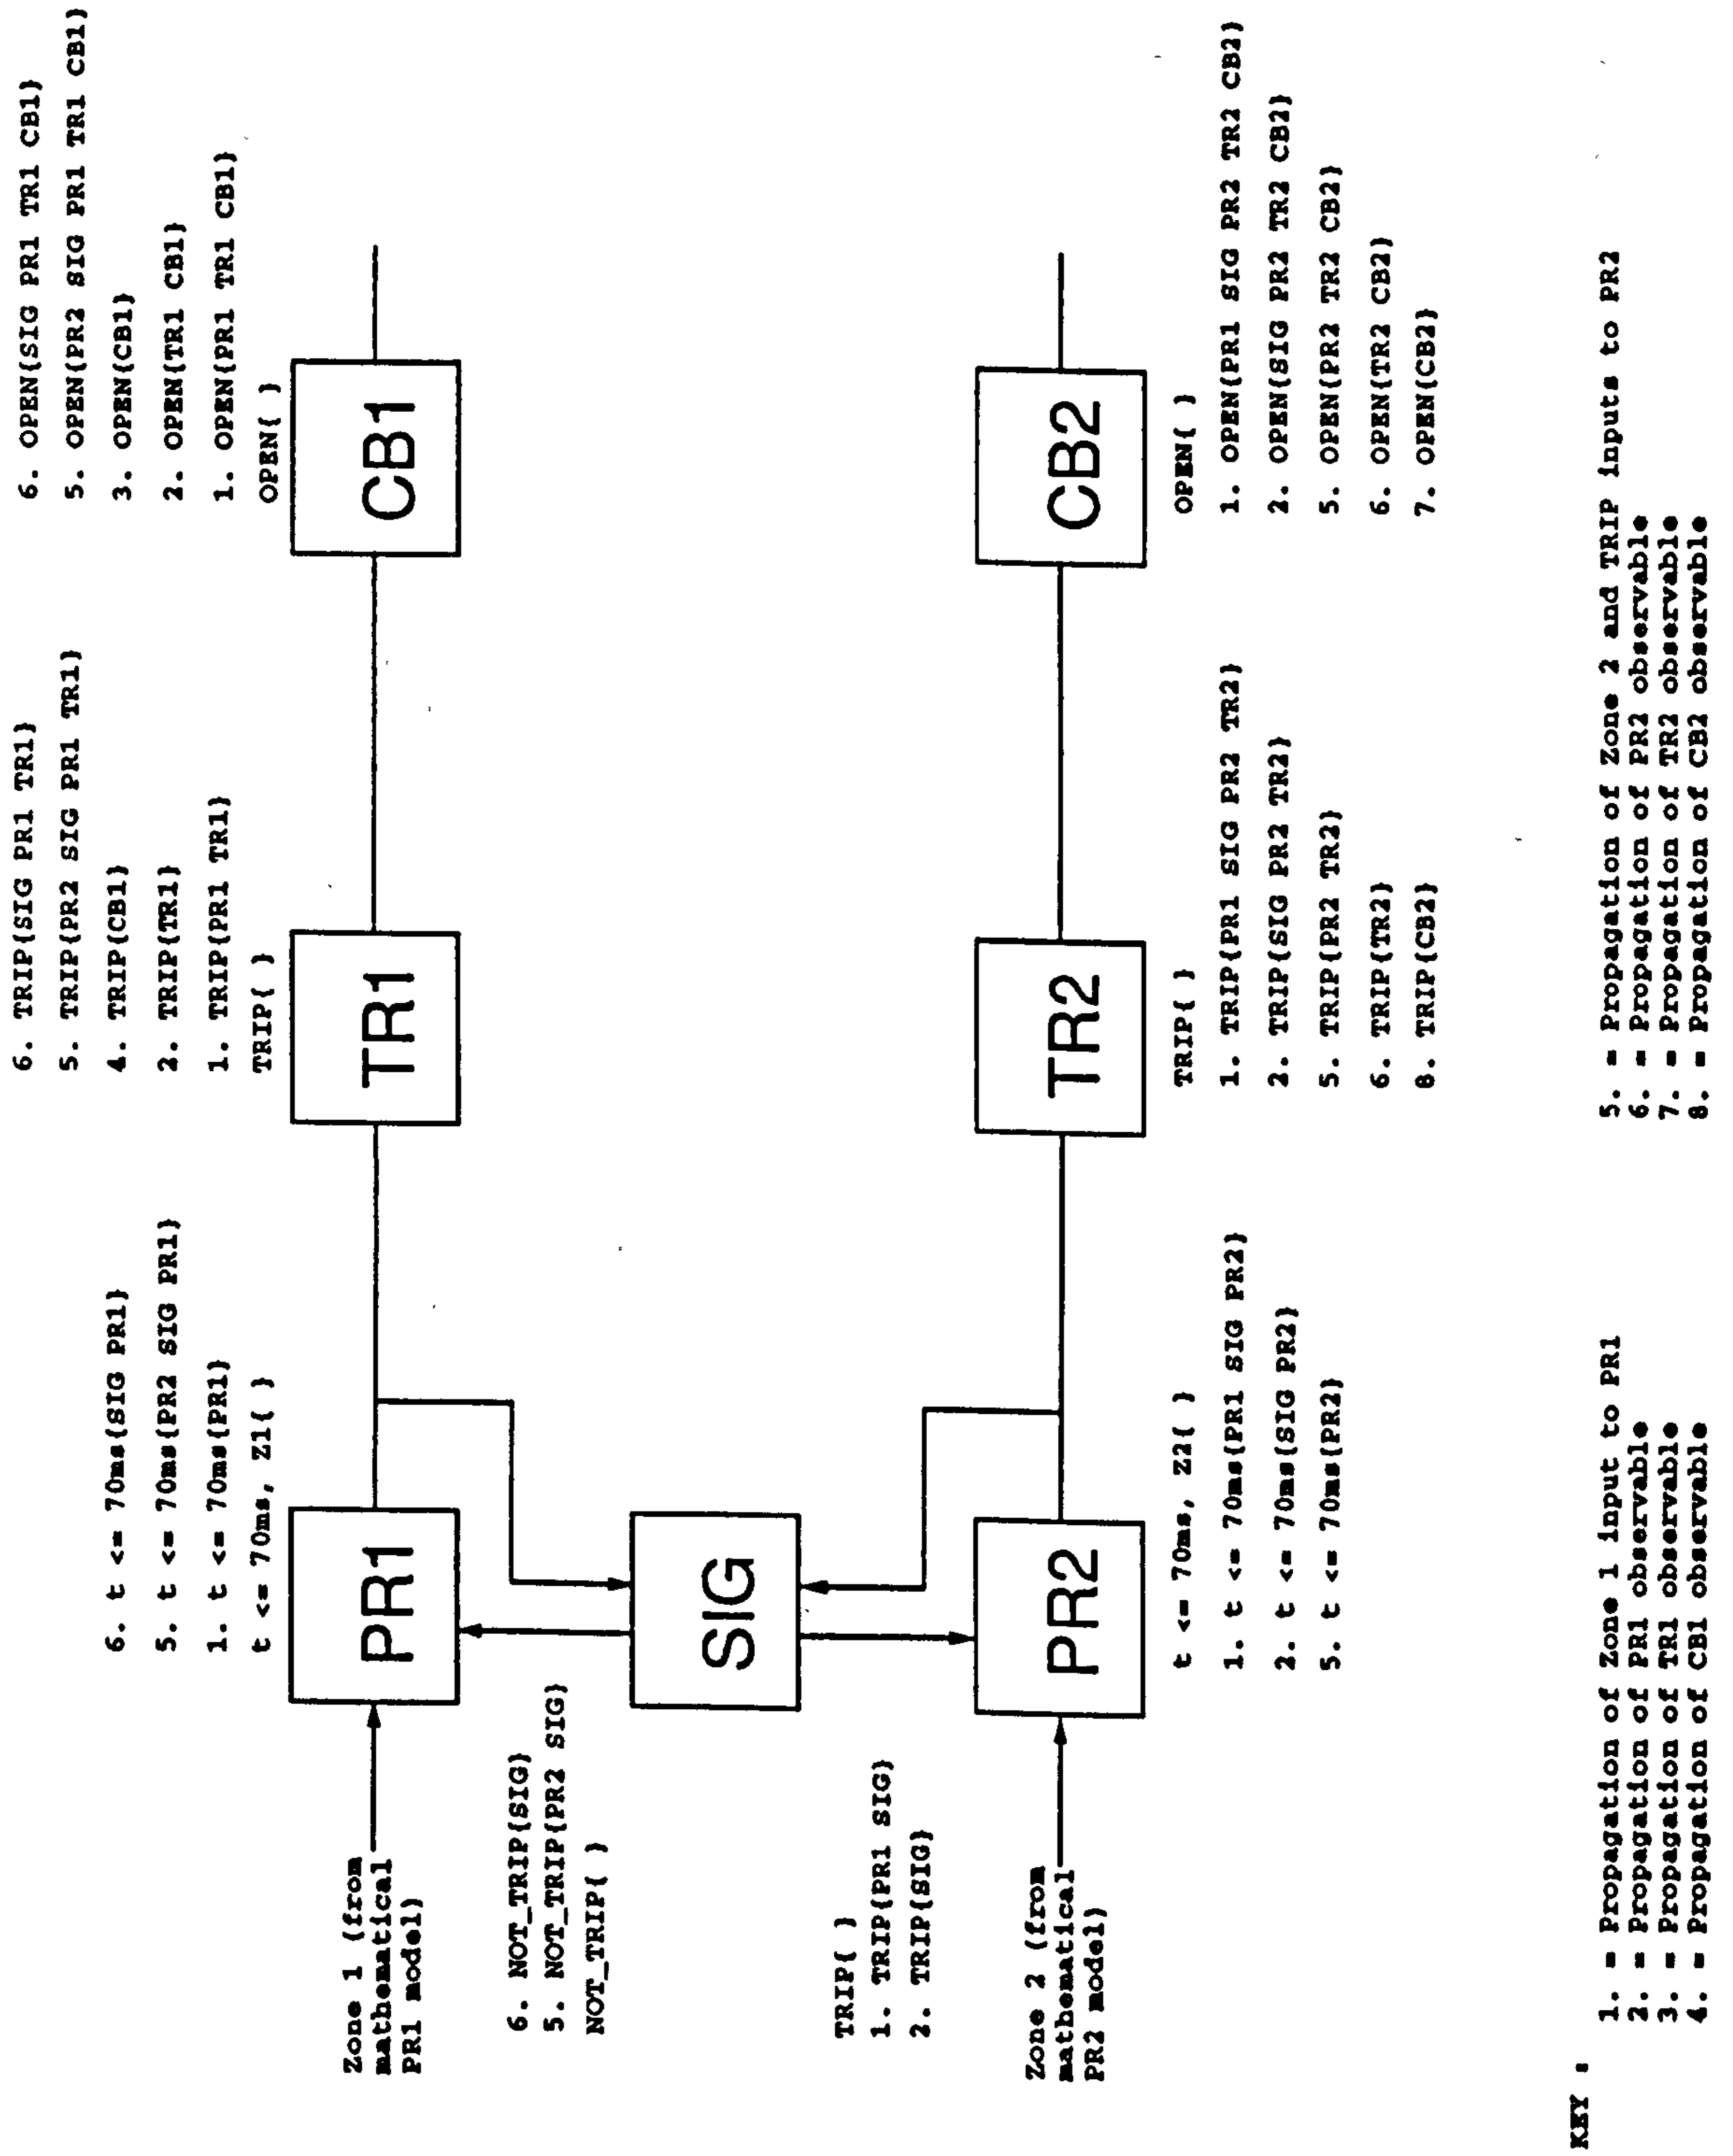 6. TRIP{SIG PR1 TR1}
5. TRIP{PR2 SIG PR1 TR1}
4. TRIP{CB1}
2. TRIP{TR1}
1. TRIP{PR1 TR1}
TRIP{ }
6. OPEN{SIG PR1 TR1 CB1}
5. OPEN{PR2 SIG PR1 TR1 CB1}
3. OPEN{CB1}
2. OPEN{TR1 CB1}
1. OPEN{PR1 TR1 CB1}
OPEN{ }
6. t <= 70ms{SIG PR1}
5. t <= 70ms{PR2 SIG PR1}
1. t <= 70ms{PR1}
t <= 70ms, Z1{ }
Zone 1 (from
mathematical
PR1 model)
PR1
TR1
CB1
6. NOT_TRIP{SIG}
5. NOT_TRIP{PR2 SIG}
NOT_TRIP{ }
SIG
TRIP{ }
1. TRIP{PR1 SIG}
2. TRIP{SIG}
Zone 2 (from
mathematical
PR2 model)
PR2
TR2
CB2
t <= 70ms, Z2{ }
1. t <= 70ms{PR1 SIG PR2}
2. t <= 70ms{SIG PR2}
5. t <= 70ms{PR2}
TRIP{ }
1. TRIP{PR1 SIG PR2 TR2}
2. TRIP{SIG PR2 TR2}
5. TRIP{PR2 TR2}
6. TRIP{TR2}
8. TRIP{CB2}
OPEN{ }
1. OPEN{PR1 SIG PR2 TR2 CB2}
2. OPEN{SIG PR2 TR2 CB2}
5. OPEN{PR2 TR2 CB2}
6. OPEN{TR2 CB2}
7. OPEN{CB2}
KEY :
1. = Propagation of Zone 1 input to PR1
2. = Propagation of PR1 observable
3. = Propagation of TR1 observable
4. = Propagation of CB1 observable
5. = Propagation of Zone 2 and TRIP inputs to PR2
6. = Propagation of PR2 observable
7. = Propagation of TR2 observable
8. = Propagation of CB2 observable